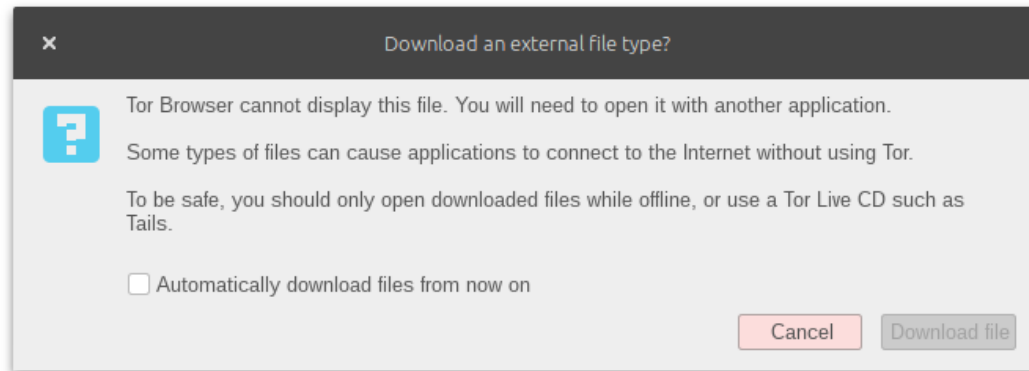 Download an external file type?
Tor Browser cannot display this file. You will need to open it with another application.
Some types of files can cause applications to connect to the Internet without using Tor.
To be safe, you should only open downloaded files while offline, or use a Tor Live CD such as
Tails.
Automatically download files from now on
Cancel
Download file